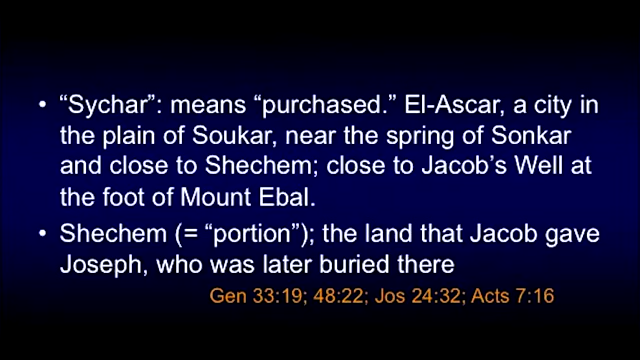 • “Sychar”: means “purchased.” El-Ascar, a city in
the plain of Soukar, near the spring of Sonkar
and close to Shechem; close to Jacob’s Well at
the foot of Mount Ebal.
• Shechem (= “portion”); the land that Jacob gave
Joseph, who was later buried there
Gen 33:19; 48:22; Jos 24:32; Acts 7:16